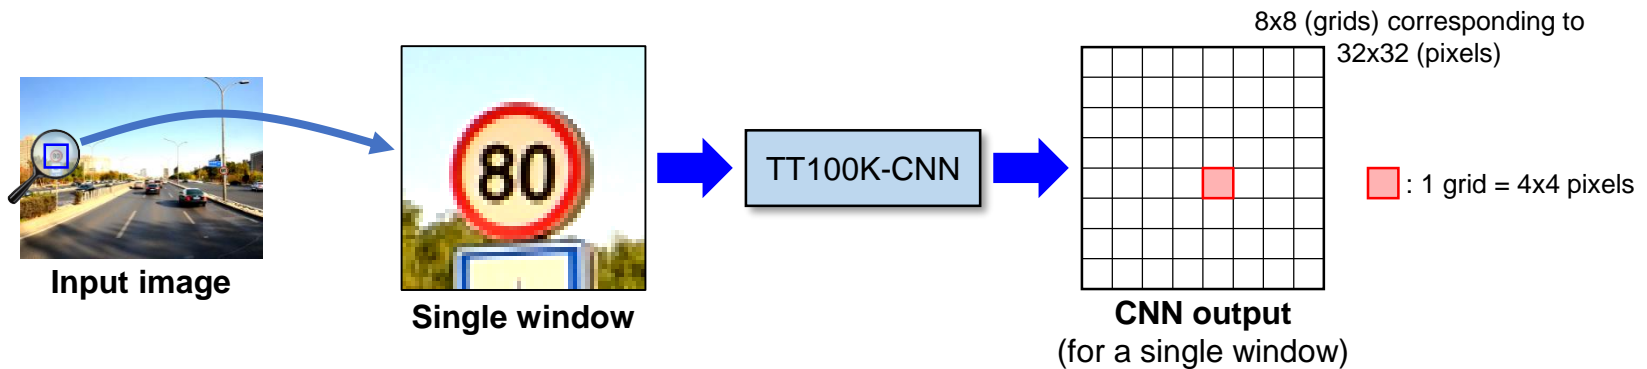 8x8 (grids) corresponding to
32x32 (pixels)
80
TT100K-CNN
: 1 grid = 4x4 pixels
Input image
Single window
CNN output
(for a single window)